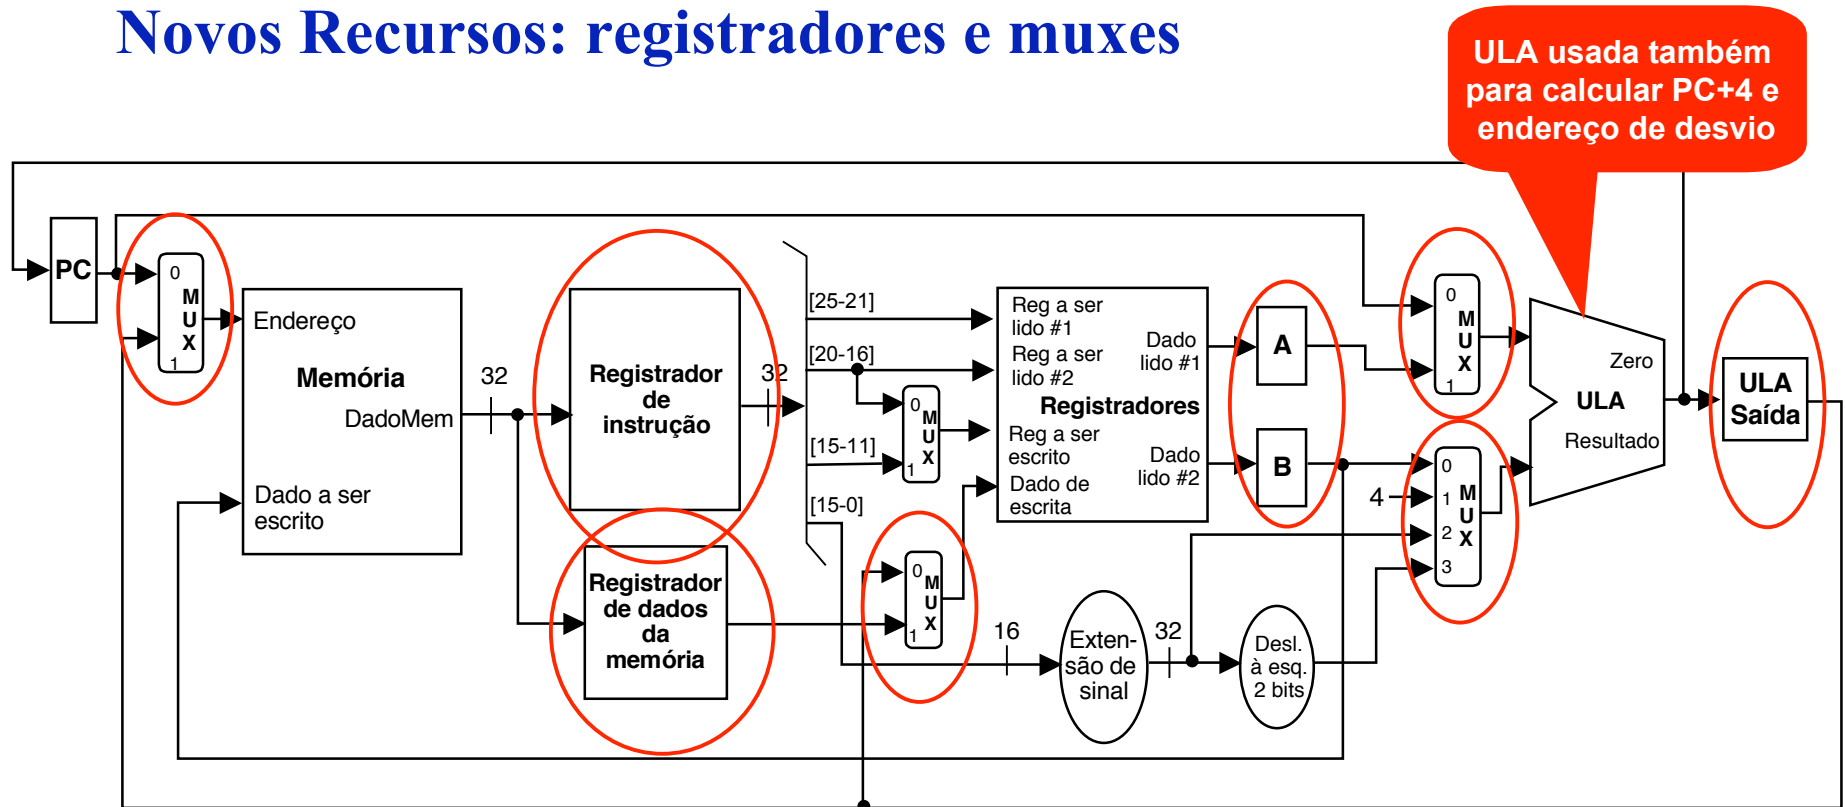 Novos Recursos: registradores e muxes
ULA usada também
para calcular PC+4 e
endereço de desvio
PC
0
M
U
X
1
Endereço
Memória
DadoMem
Dado a ser
escrito
32
Registrador
de
instrução
32
Registrador
de dados
da
memória
[25-21]
[20-16]
[15-11]
[15-0]
0
M
U
X
1
0
M
U
X
1
Reg a ser
lido #1
Reg a ser
lido #2
Registradores
Reg a ser
escrito
Dado de
escrita
Dado
lido #1
Dado
lido #2
A
B
16
Exten-
são de
sinal
32
Desl.
à esq.
2 bits
0
M
U
X
1
4
0
1
2
3
M
U
X
Zero
ULA
Resultado
ULA
Saída